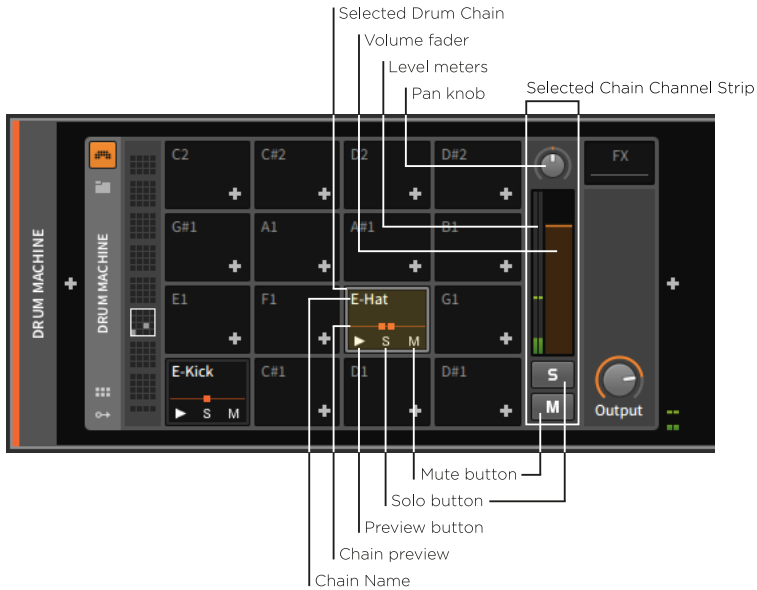 Selected Drum Chain
Volume fader
Level meters
Pan knob
Selected Chain Channel Strip
DRUM MACHINE
DRUM MACHINE
C2
C#2
D2
D#2
FX
G#1
A1
A#1
B1
E1
F1
E-Hat
G1
S M
E-Kick
C#1
D1
D#1
S M
S
M
Output
Mute button
Solo button
Preview button
Chain preview
Chain Name